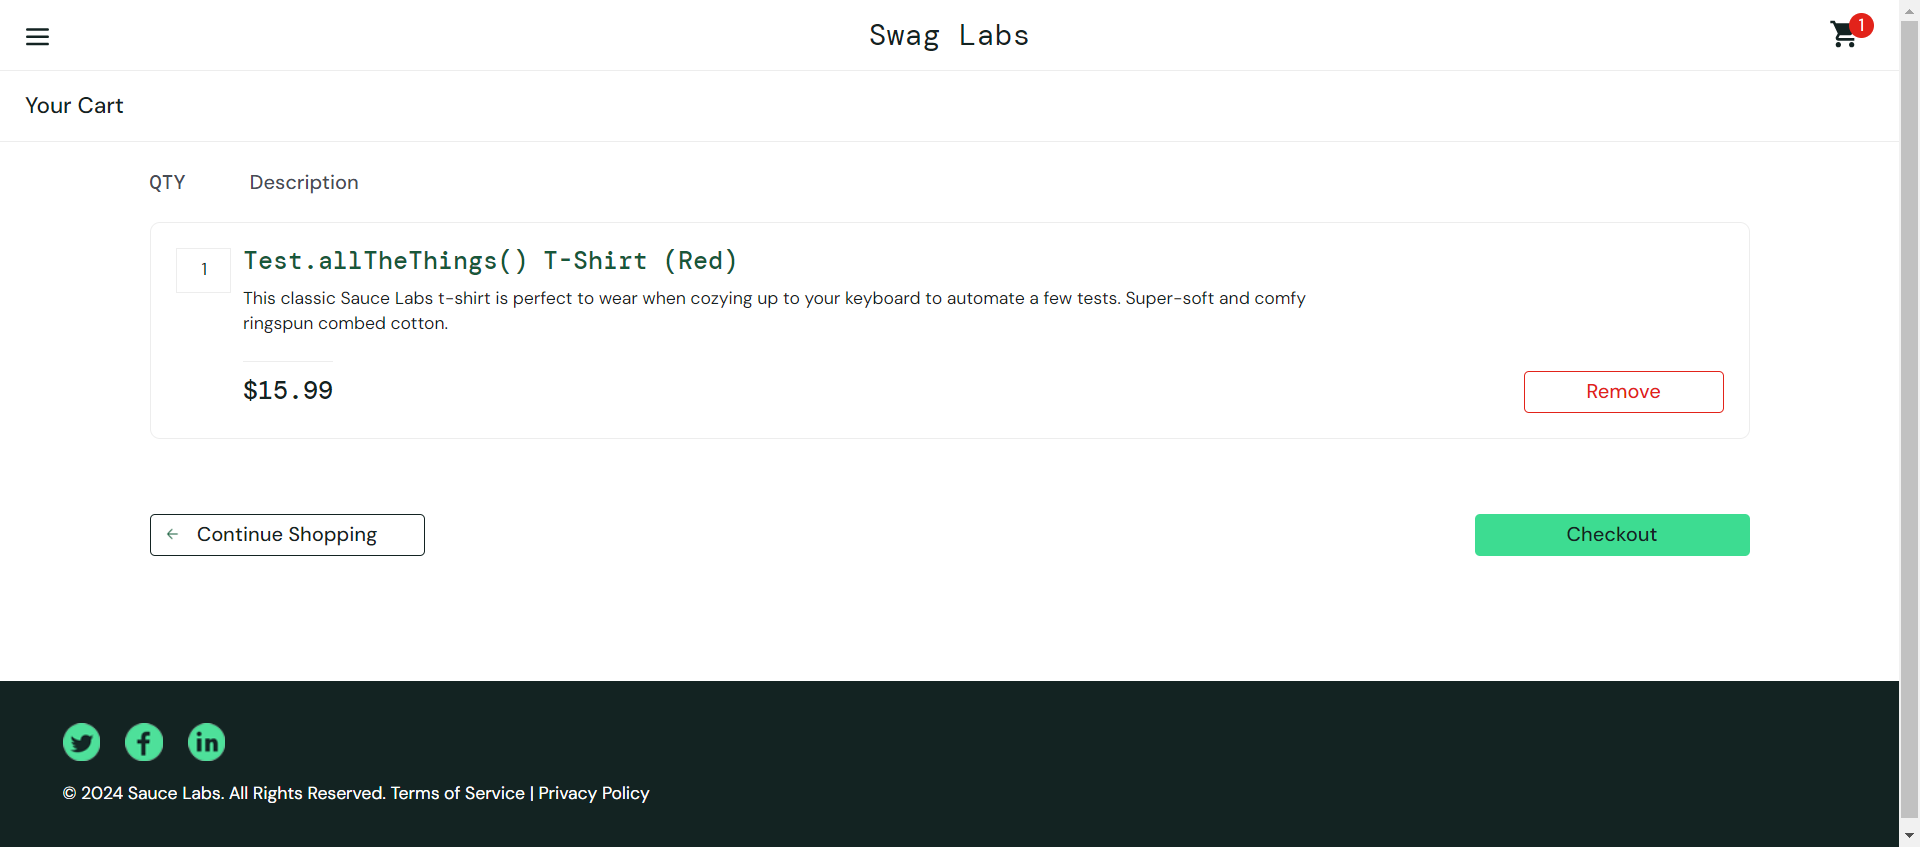 Swag Labs
1
Your Cart
QTY Description
1
Test.allTheThings() T-Shirt (Red)
This classic Sauce Labs t-shirt is perfect to wear when cozying up to your keyboard to automate a few tests. Super-soft and comfy
ringspun combed cotton.
$15.99
Remove
Continue Shopping
Checkout
© 2024 Sauce Labs. All Rights Reserved. Terms of Service | Privacy Policy